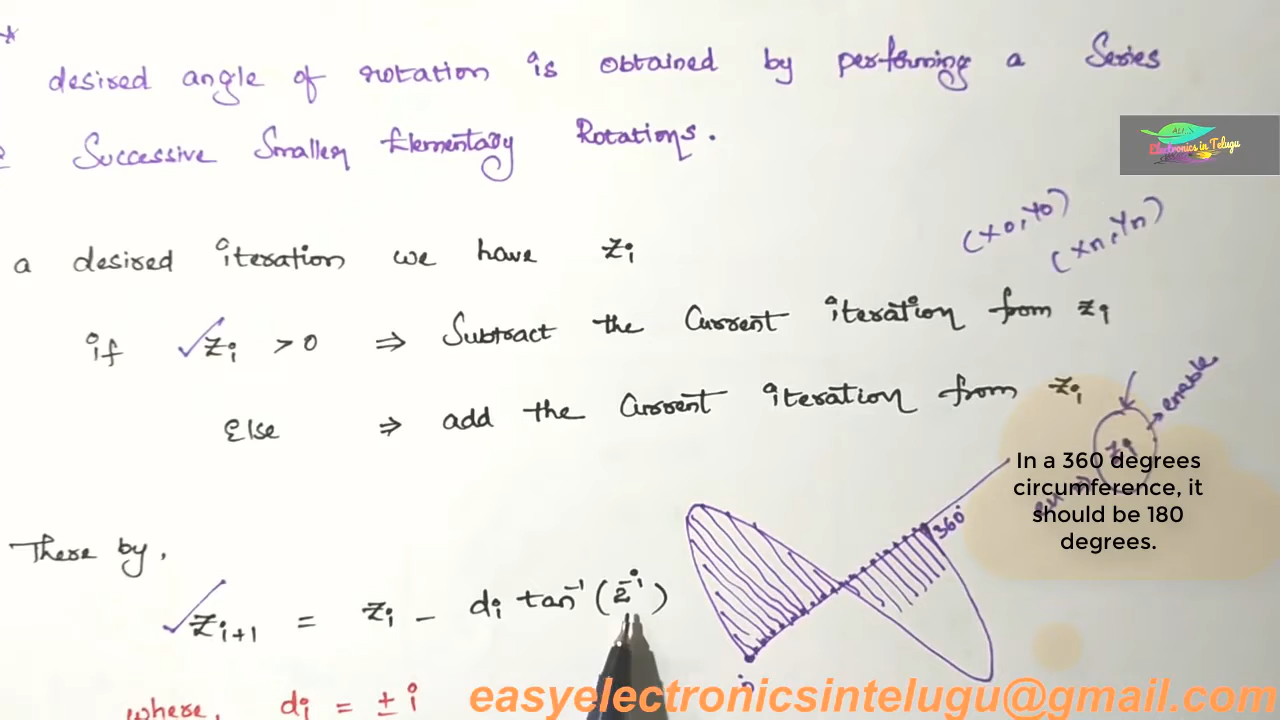 desired angle of rotation is obtained by performing a Series
Successive Smaller Elementary Rotations.
Electronics in Telugu
(x0,y0)
(xn,yn)
a desired iteration we have zi
if zi > 0 ⇒ Subtract the Current iteration from zi
Else ⇒ add the Current iteration from zi
zi
enable
In a 360 degrees
circumference, it
should be 180
degrees.
360°
There by,
zi+1 = zi - di tan⁻¹(2⁻ⁱ)
where, di = ± i
easyelectronicsintelugu@gmail.com